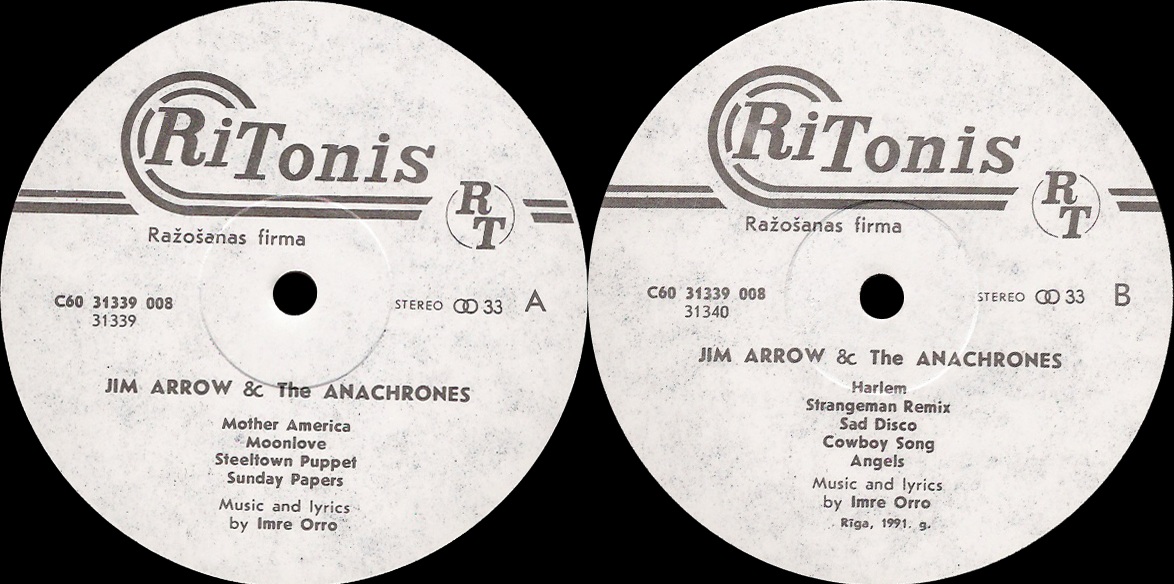 RiTonis
RT
Ražošanas firma
C60 31339 008
31339
STEREO 33 A
JIM ARROW & The ANACHRONES
Mother America
Moonlove
Steeltown Puppet
Sunday Papers
Music and lyrics
by Imre Orro
RiTonis
RT
Ražošanas firma
C60 31339 008
31340
STEREO 33 B
JIM ARROW & The ANACHRONES
Harlem
Strangeman Remix
Sad Disco
Cowboy Song
Angels
Music and lyrics
by Imre Orro
Rīga, 1991. g.